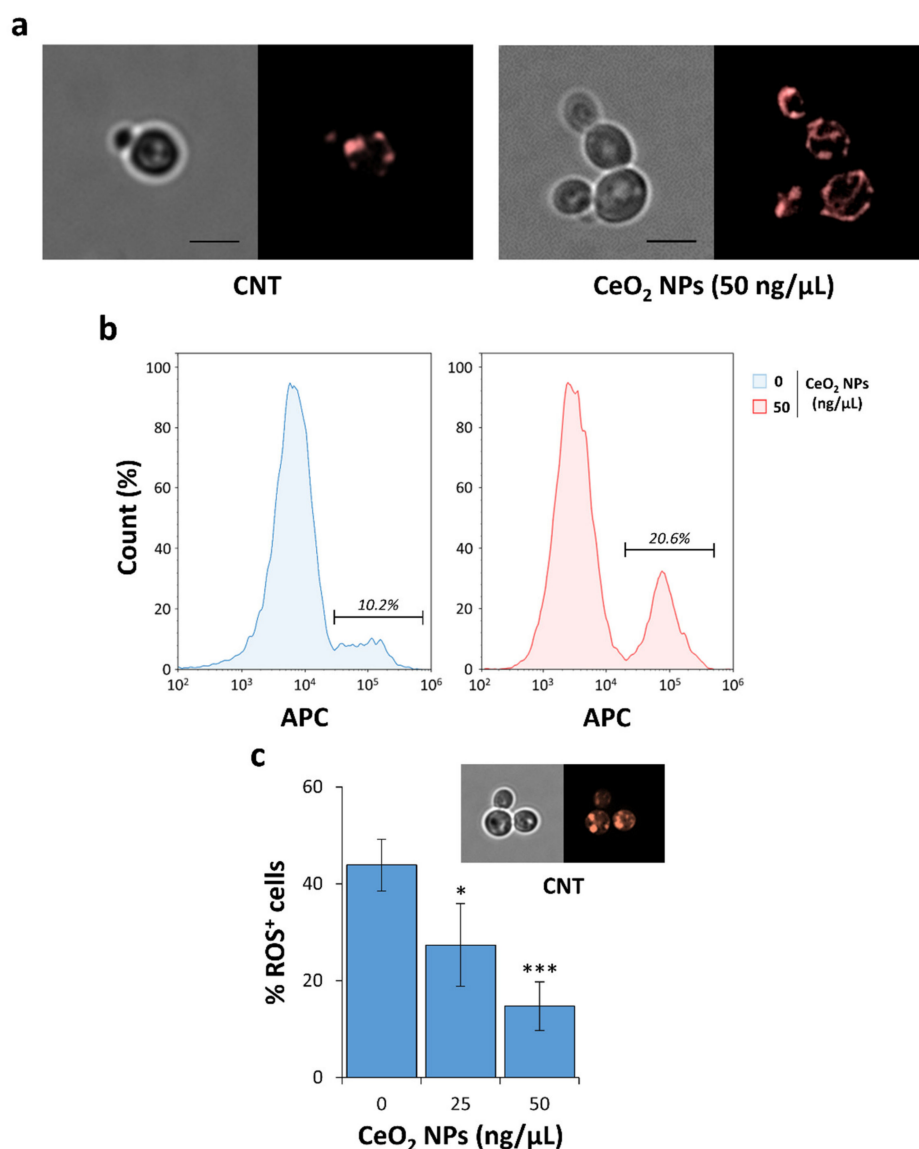 a
CNT
CeO₂ NPs (50 ng/µL)
b
100
80
60
40
20
0
10.2%
10² 10³ 10⁴ 10⁵ 10⁶
APC
Count (%)
100
80
60
40
20
0
20.6%
10² 10³ 10⁴ 10⁵ 10⁶
APC
0
50
CeO₂ NPs
(ng/µL)
c
60
40
20
0
% ROS⁺ cells
*
***
CNT
0 25 50
CeO₂ NPs (ng/µL)